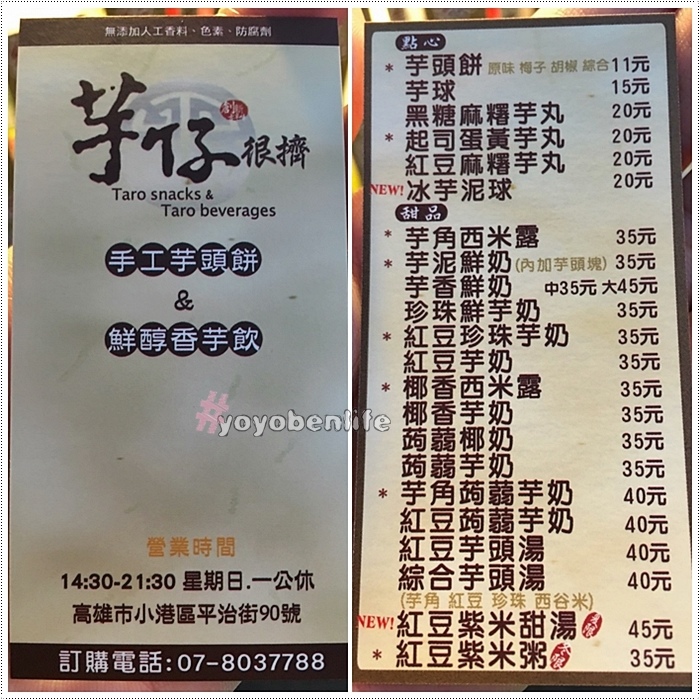 無添加人工香料、色素、防腐劑
芋仔
很擠
Taro snacks &
Taro beverages
手工芋頭餅
&
鮮醇香芋飲
#yoyobenlife
營業時間
14:30-21:30 星期日.一公休
高雄市小港區平治街90號
訂購電話:07-8037788
點心
* 芋頭餅 原味 梅子 胡椒 綜合 11元
芋球 15元
黑糖麻糬芋丸 20元
* 起司蛋黃芋丸 20元
紅豆麻糬芋丸 20元
NEW! 冰芋泥球 20元
甜品
* 芋角西米露 35元
* 芋泥鮮奶 (內加芋頭塊) 35元
芋香鮮奶 中35元 大45元
珍珠鮮芋奶 35元
* 紅豆珍珠芋奶 35元
紅豆芋奶 35元
* 椰香西米露 35元
椰香芋奶 35元
蒟蒻椰奶 35元
蒟蒻芋奶 35元
* 芋角蒟蒻芋奶 40元
紅豆蒟蒻芋奶 40元
紅豆芋頭湯 40元
綜合芋頭湯 40元
(芋角 紅豆 珍珠 西谷米)
NEW! 紅豆紫米甜湯 45元
* 紅豆紫米粥 35元